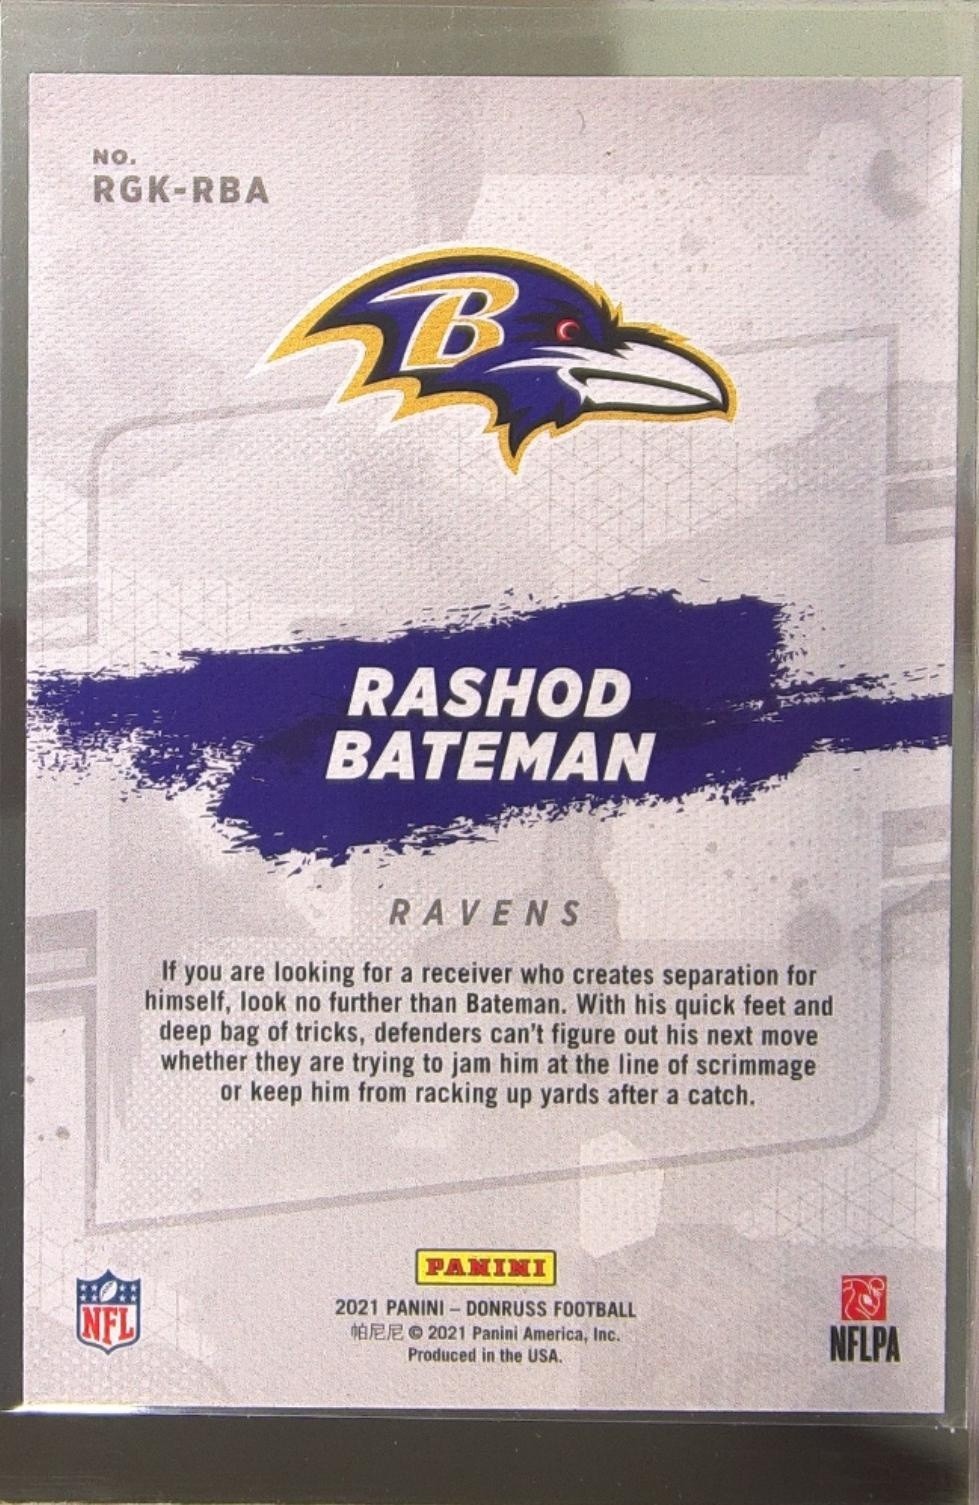 NO.
RGK-RBA
B
RASHOD
BATEMAN
RAVENS
If you are looking for a receiver who creates separation for
himself, look no further than Bateman. With his quick feet and
deep bag of tricks, defenders can't figure out his next move
whether they are trying to jam him at the line of scrimmage
or keep him from racking up yards after a catch.
PANINI
2021 PANINI – DONRUSS FOOTBALL
帕尼尼 © 2021 Panini America, Inc.
Produced in the USA.
NFL
NFLPA